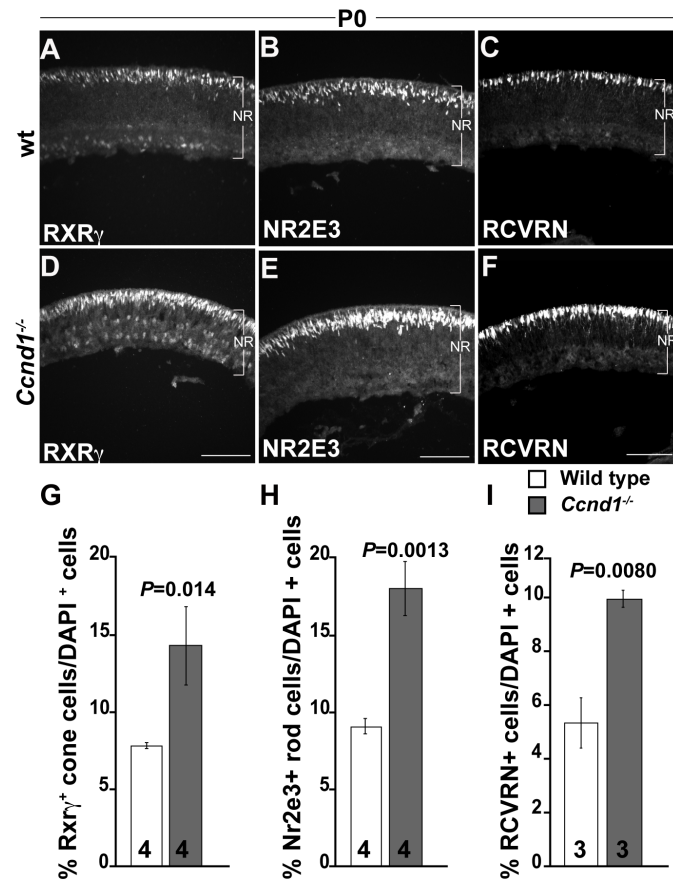 P0
A
B
C
wt
NR
NR
NR
RXRγ
NR2E3
RCVRN
D
E
F
Ccnd1-/-
NR
NR
NR
RXRγ
NR2E3
RCVRN
Wild type
Ccnd1-/-
G
% Rxrγ+ cone cells/DAPI + cells
20
15
10
5
0
P=0.014
4
4
H
% Nr2e3+ rod cells/DAPI + cells
20
15
10
5
0
P=0.0013
4
4
I
% RCVRN+ cells/DAPI + cells
12
10
8
6
4
2
0
P=0.0080
3
3